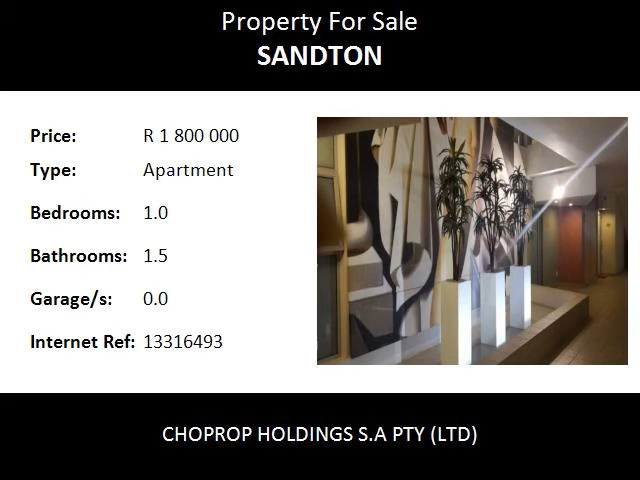 Property For Sale
SANDTON
Price: R 1 800 000
Type: Apartment
Bedrooms: 1.0
Bathrooms: 1.5
Garage/s: 0.0
Internet Ref: 13316493
CHOPROP HOLDINGS S.A PTY (LTD)